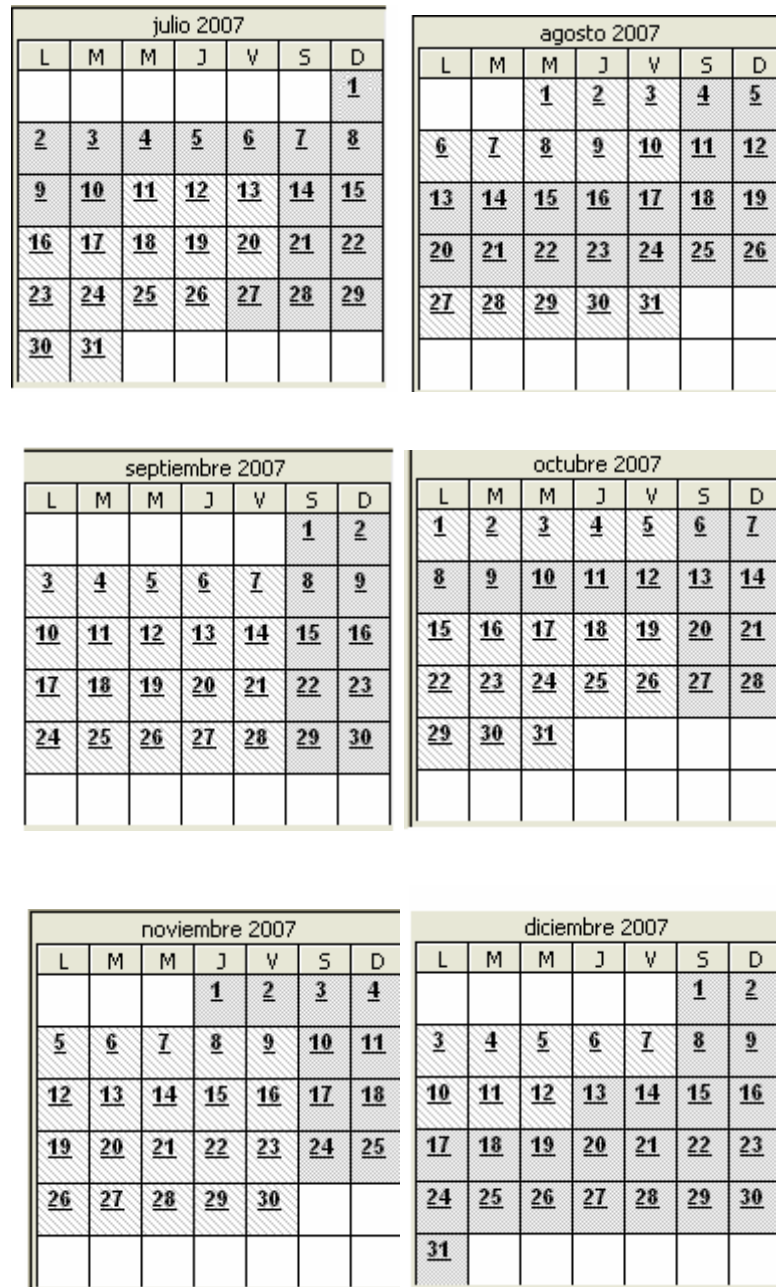 julio 2007
L M M J V S D
1
2 3 4 5 6 7 8
9 10 11 12 13 14 15
16 17 18 19 20 21 22
23 24 25 26 27 28 29
30 31
agosto 2007
L M M J V S D
1 2 3 4 5
6 7 8 9 10 11 12
13 14 15 16 17 18 19
20 21 22 23 24 25 26
27 28 29 30 31
septiembre 2007
L M M J V S D
1 2
3 4 5 6 7 8 9
10 11 12 13 14 15 16
17 18 19 20 21 22 23
24 25 26 27 28 29 30
octubre 2007
L M M J V S D
1 2 3 4 5 6 7
8 9 10 11 12 13 14
15 16 17 18 19 20 21
22 23 24 25 26 27 28
29 30 31
noviembre 2007
L M M J V S D
1 2 3 4
5 6 7 8 9 10 11
12 13 14 15 16 17 18
19 20 21 22 23 24 25
26 27 28 29 30
diciembre 2007
L M M J V S D
1 2
3 4 5 6 7 8 9
10 11 12 13 14 15 16
17 18 19 20 21 22 23
24 25 26 27 28 29 30
31